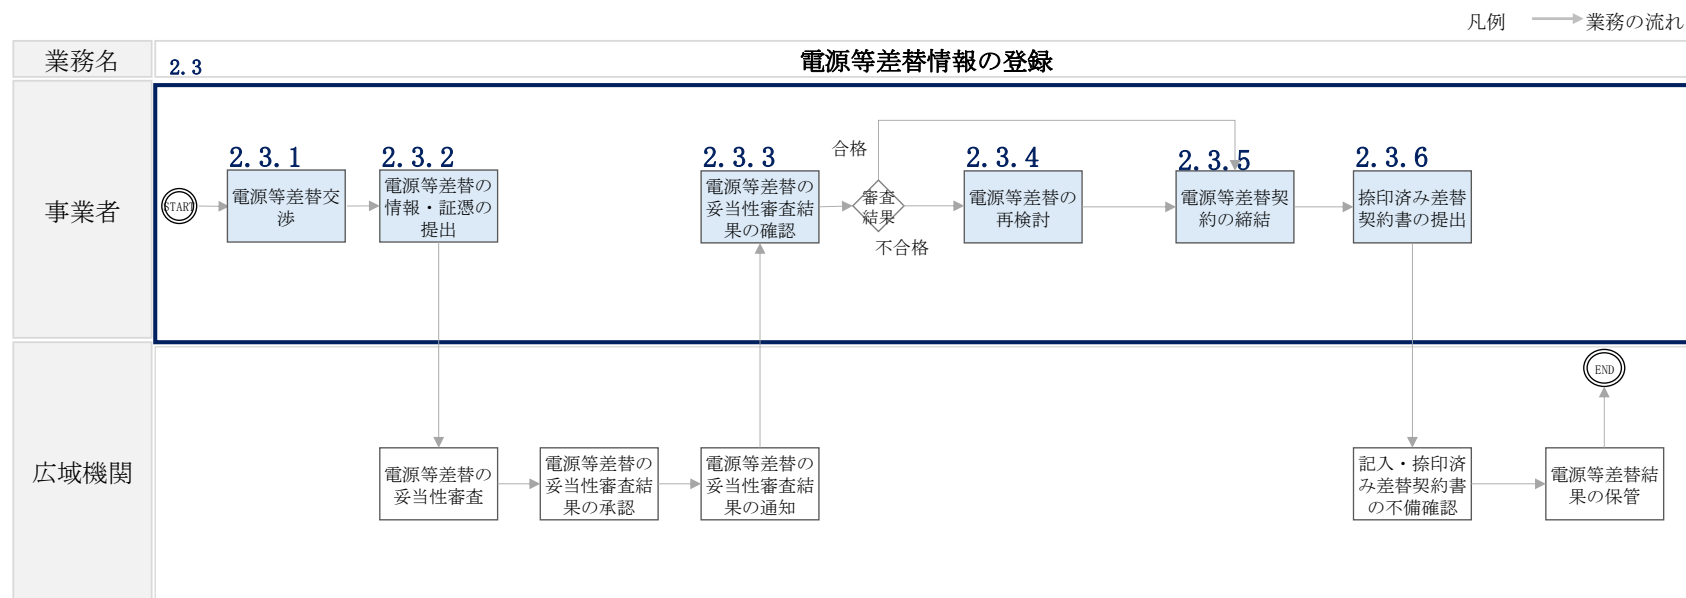 凡例 業務の流れ
業務名
2.3
電源等差替情報の登録
事業者
START
2.3.1
電源等差替交
渉
2.3.2
電源等差替の
情報・証憑の
提出
2.3.3
電源等差替の
妥当性審査結
果の確認
合格
審査
結果
不合格
2.3.4
電源等差替の
再検討
2.3.5
電源等差替契
約の締結
2.3.6
捺印済み差替
契約書の提出
広域機関
電源等差替の
妥当性審査
電源等差替の
妥当性審査結
果の承認
電源等差替の
妥当性審査結
果の通知
記入・捺印済
み差替契約書
の不備確認
電源等差替結
果の保管
END